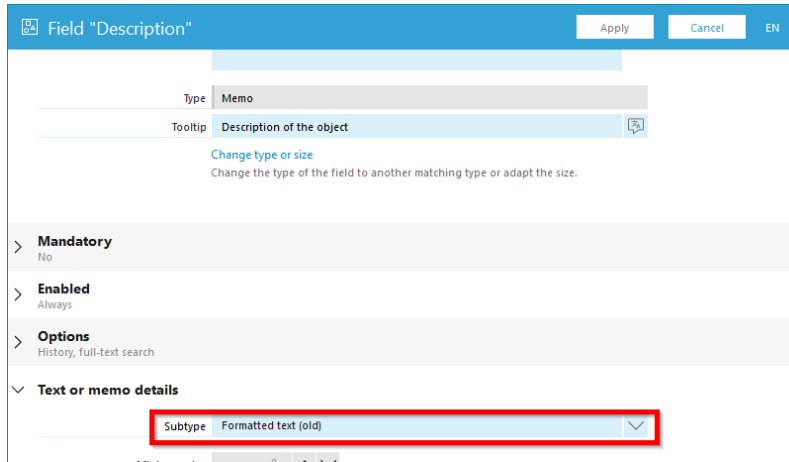 Field "Description"
Apply
Cancel
EN
Type Memo
Tooltip Description of the object
Change type or size
Change the type of the field to another matching type or adapt the size.
Mandatory
No
Enabled
Always
Options
History, full-text search
Text or memo details
Subtype Formatted text (old)